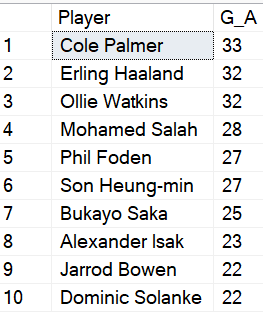 Player G_A
1 Cole Palmer 33
2 Erling Haaland 32
3 Ollie Watkins 32
4 Mohamed Salah 28
5 Phil Foden 27
6 Son Heung-min 27
7 Bukayo Saka 25
8 Alexander Isak 23
9 Jarrod Bowen 22
10 Dominic Solanke 22